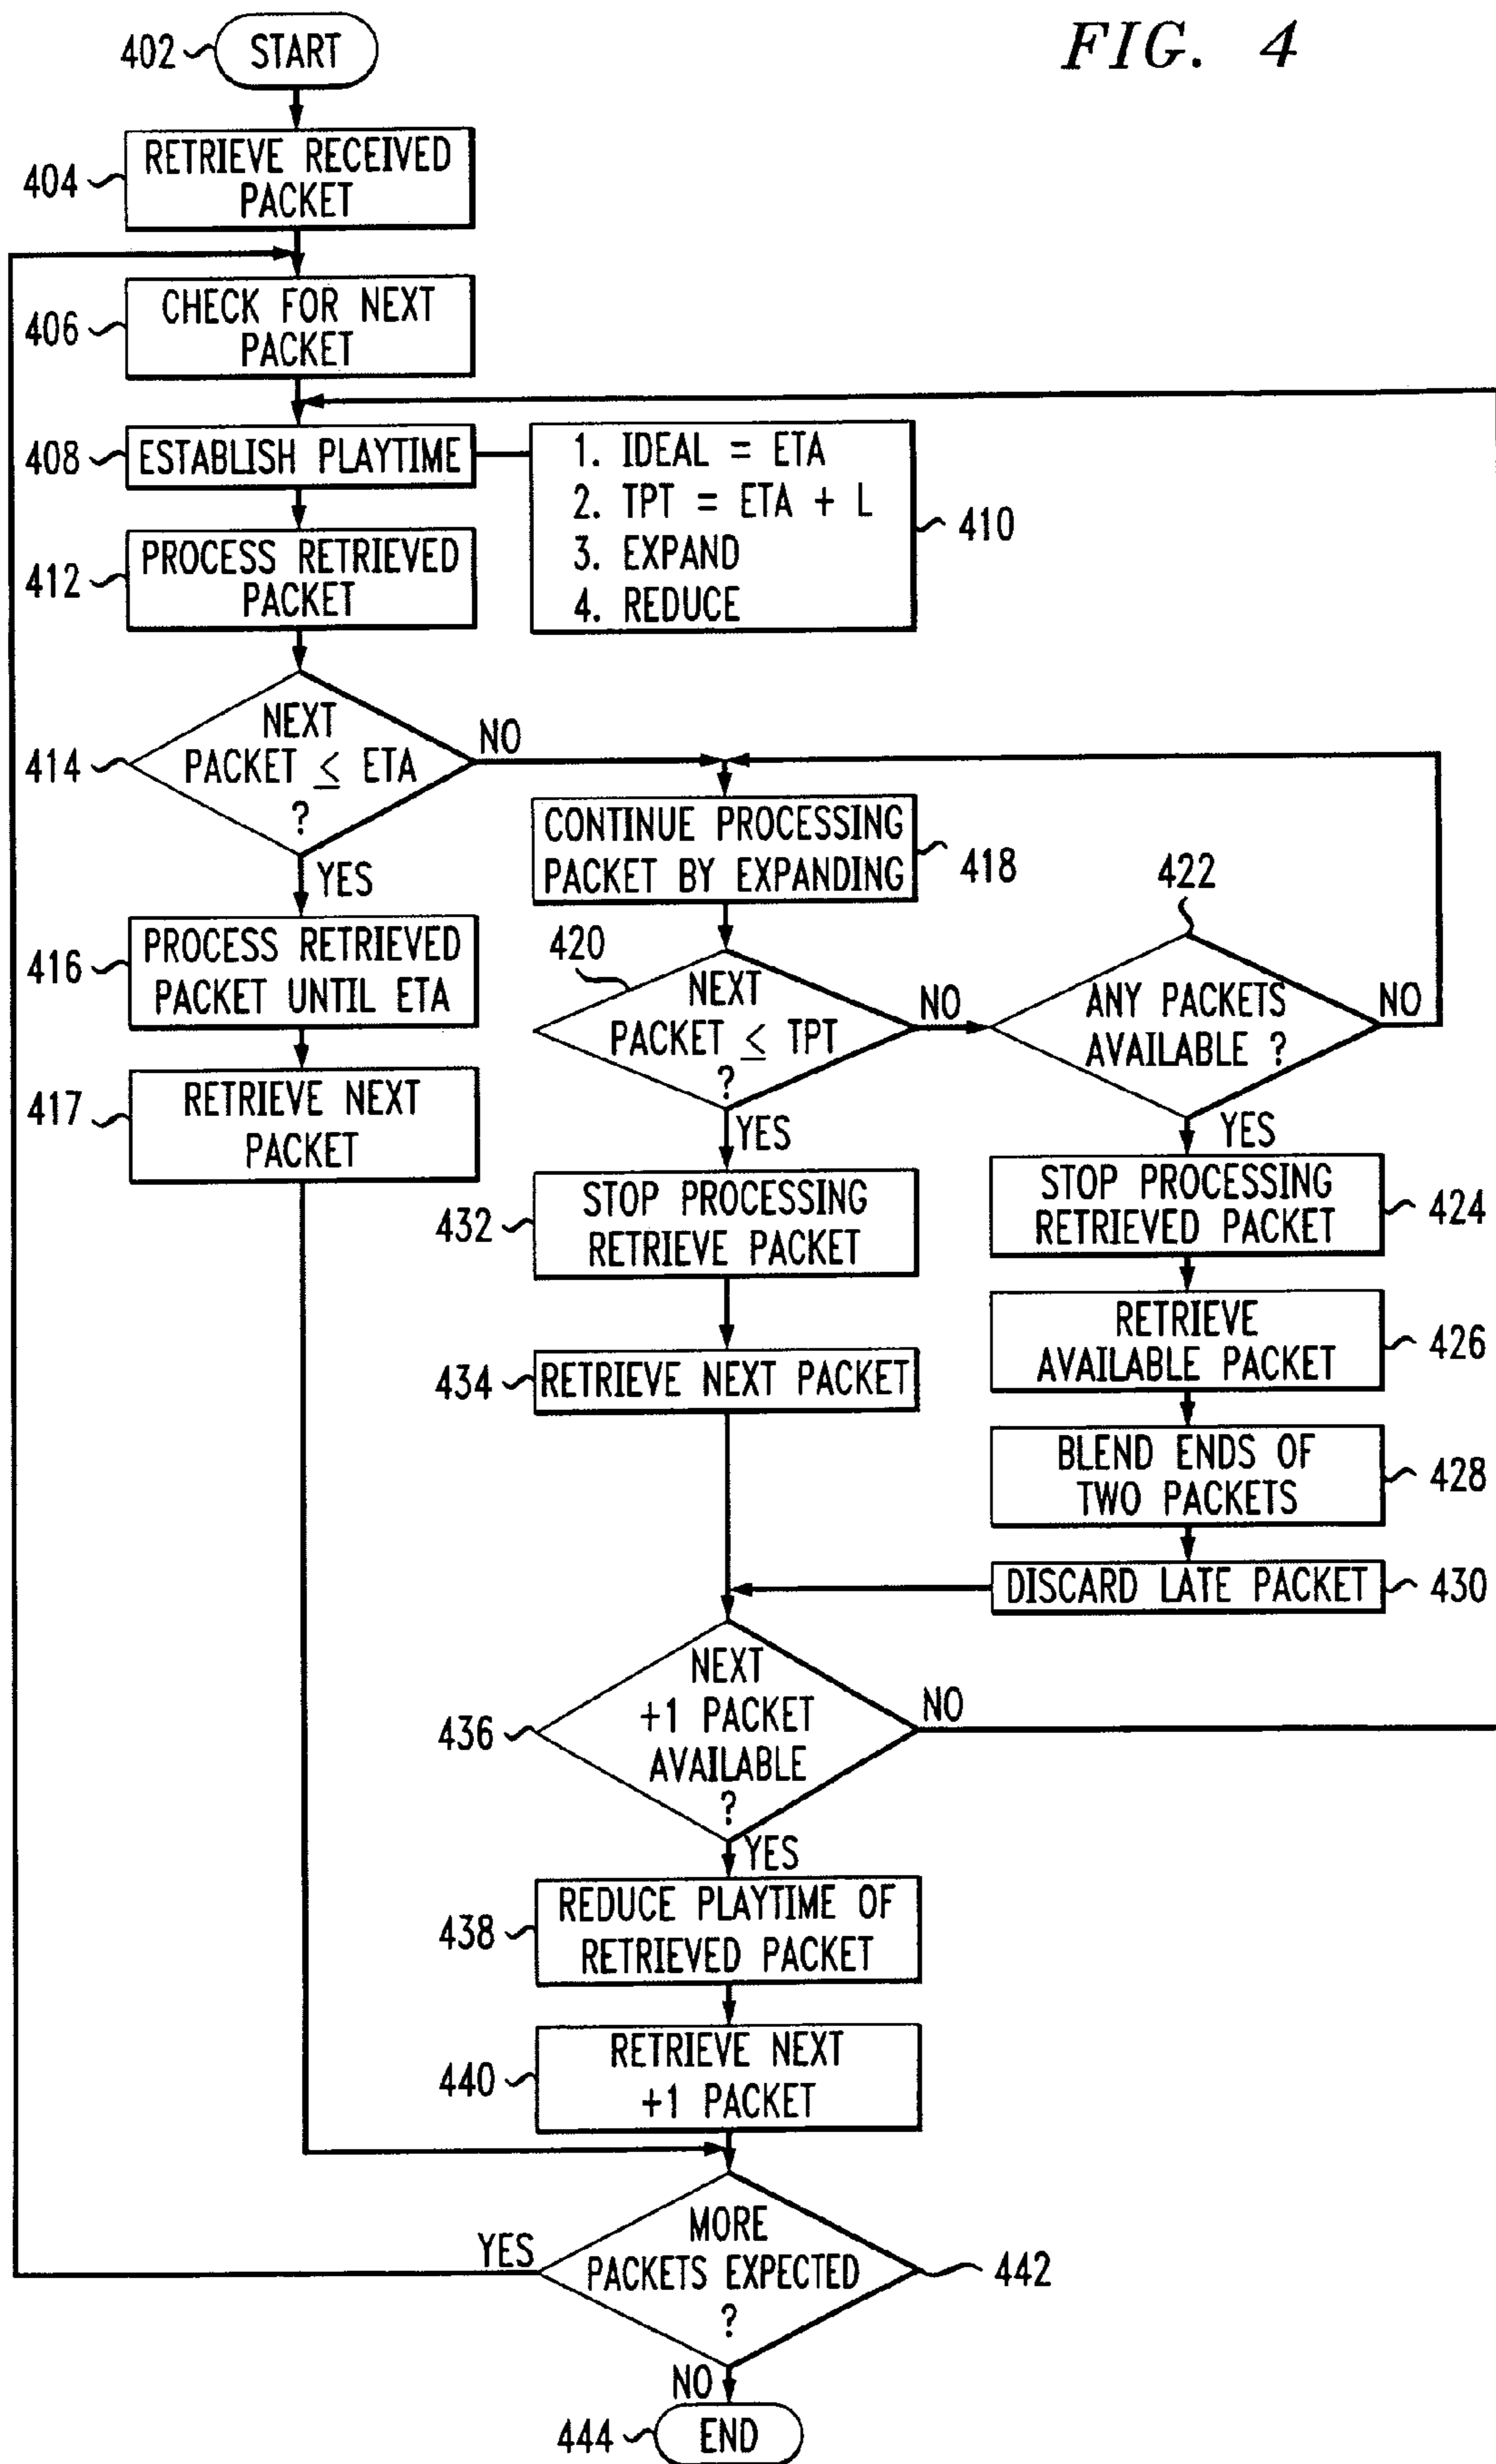 FIG. 4
402
START
404
RETRIEVE RECEIVED
PACKET
406
CHECK FOR NEXT
PACKET
408
ESTABLISH PLAYTIME
1. IDEAL = ETA
2. TPT = ETA + L
3. EXPAND
4. REDUCE
410
412
PROCESS RETRIEVED
PACKET
414
NEXT
PACKET ≤ ETA
?
NO
YES
416
PROCESS RETRIEVED
PACKET UNTIL ETA
417
RETRIEVE NEXT
PACKET
CONTINUE PROCESSING
PACKET BY EXPANDING
418
420
NEXT
PACKET ≤ TPT
?
NO
YES
422
ANY PACKETS
AVAILABLE ?
NO
YES
432
STOP PROCESSING
RETRIEVE PACKET
434
RETRIEVE NEXT PACKET
STOP PROCESSING
RETRIEVED PACKET
424
RETRIEVE
AVAILABLE PACKET
426
BLEND ENDS OF
TWO PACKETS
428
DISCARD LATE PACKET
430
436
NEXT
+1 PACKET
AVAILABLE
?
NO
YES
438
REDUCE PLAYTIME OF
RETRIEVED PACKET
440
RETRIEVE NEXT
+1 PACKET
YES
MORE
PACKETS EXPECTED
?
442
NO
444
END